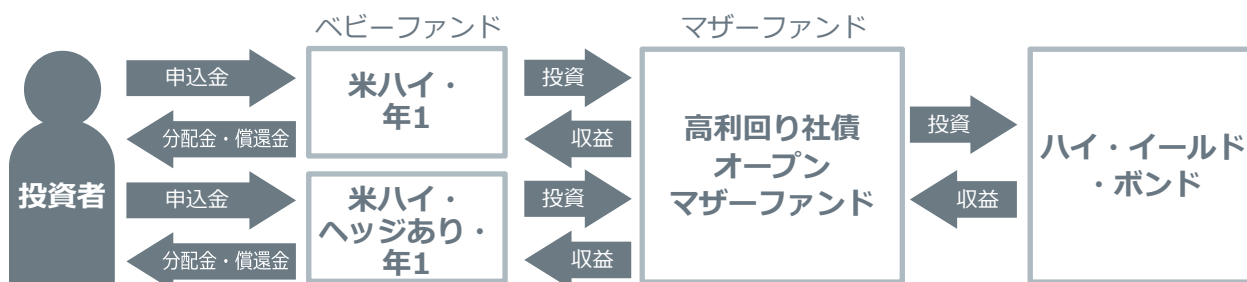 ベビーファンド
マザーファンド
投資者
申込金
分配金・償還金
申込金
分配金・償還金
米ハイ・
年1
米ハイ・
ヘッジあり・
年1
投資
収益
投資
収益
高利回り社債
オープン
マザーファンド
投資
収益
ハイ・イールド
・ボンド